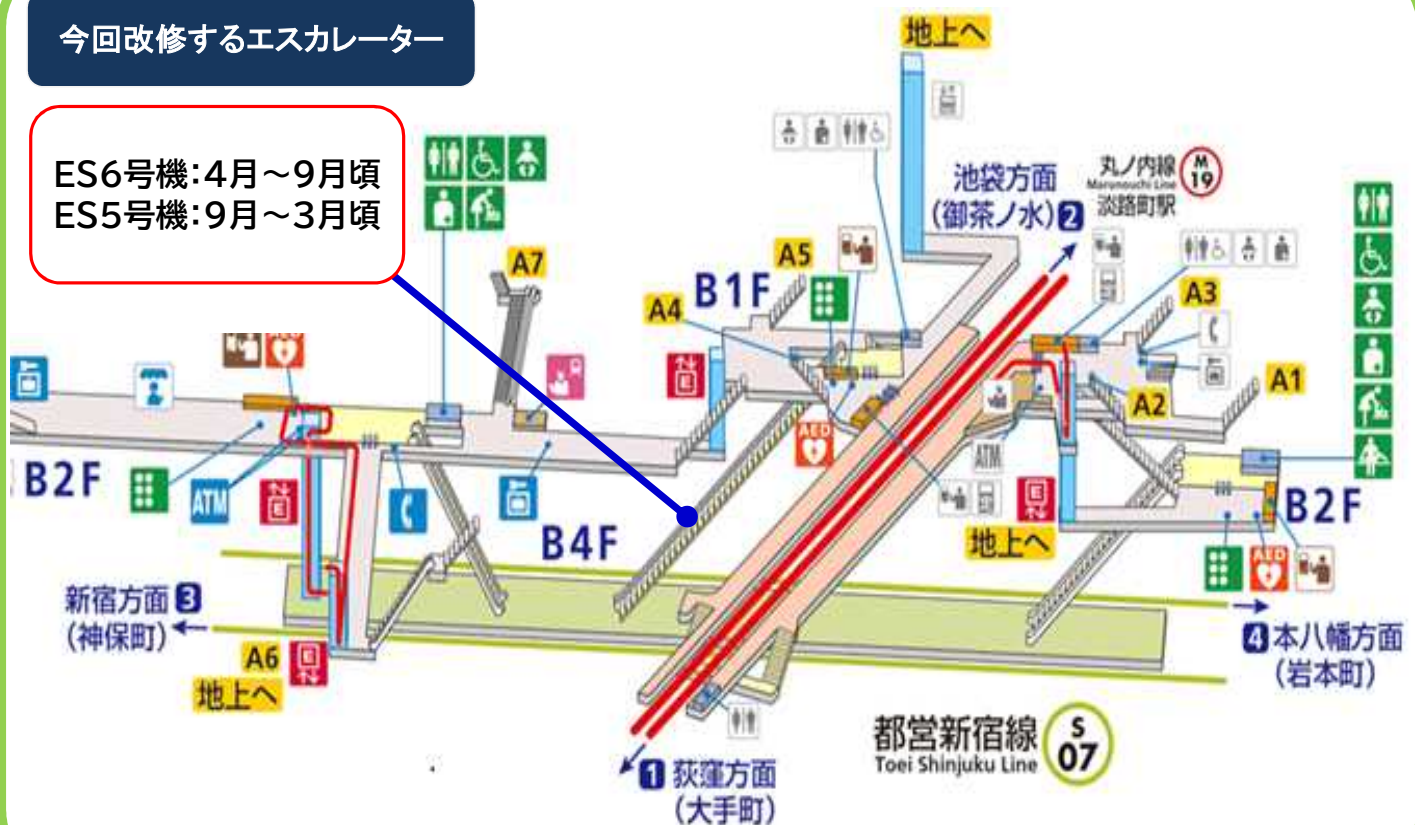 今回改修するエスカレーター
ES6号機:4月～9月頃
ES5号機:9月～3月頃
地上へ
丸ノ内線
Marunouchi Line
M
19
淡路町駅
池袋方面
(御茶ノ水)2
A7
A5
B1F
A4
A3
A1
A2
E
AED
ATM
E
B2F
ATM
E
B4F
地上へ
AED
B2F
新宿方面 3
(神保町)
A6
E
地上へ
4 本八幡方面
(岩本町)
都営新宿線
Toei Shinjuku Line
S
07
1 荻窪方面
(大手町)